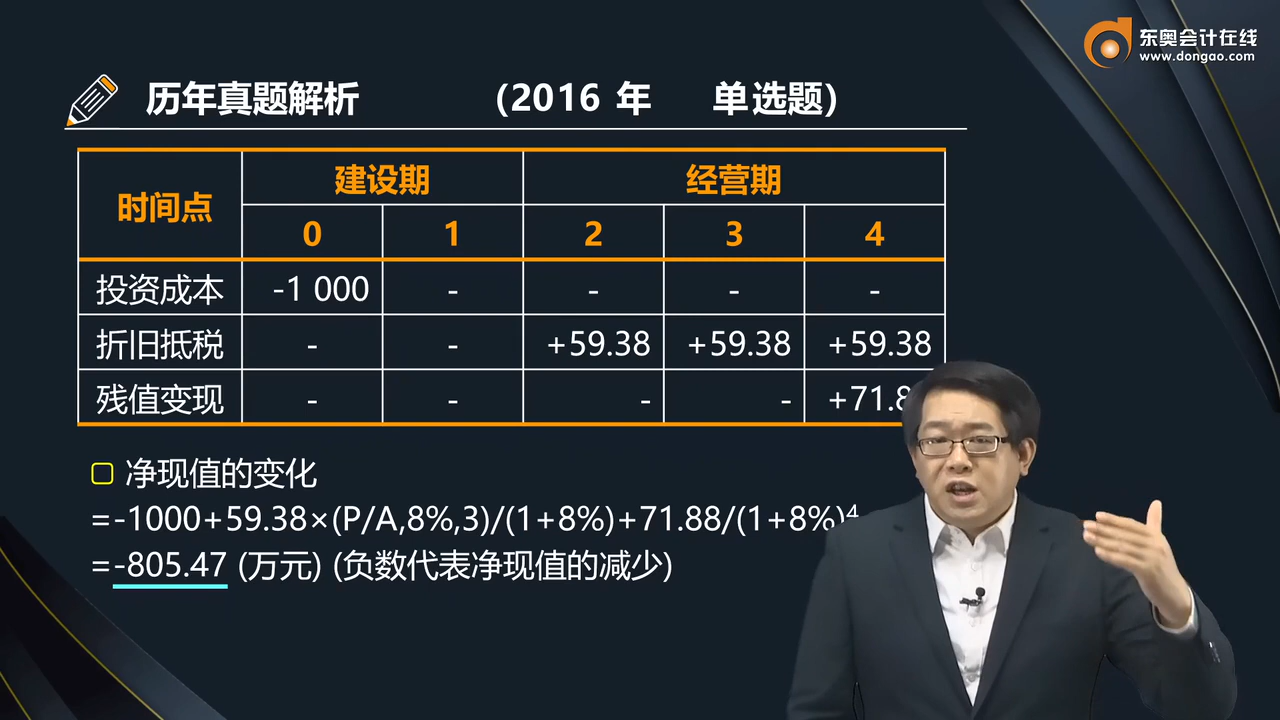 东奥会计在线
www.dongao.com
历年真题解析 (2016 年 单选题)
时间点 建设期 经营期
0 1 2 3 4
投资成本 -1 000 - - - -
折旧抵税 - - +59.38 +59.38 +59.38
残值变现 - - - - +71.8
净现值的变化
=-1000+59.38×(P/A,8%,3)/(1+8%)+71.88/(1+8%)⁴
=-805.47 (万元) (负数代表净现值的减少)